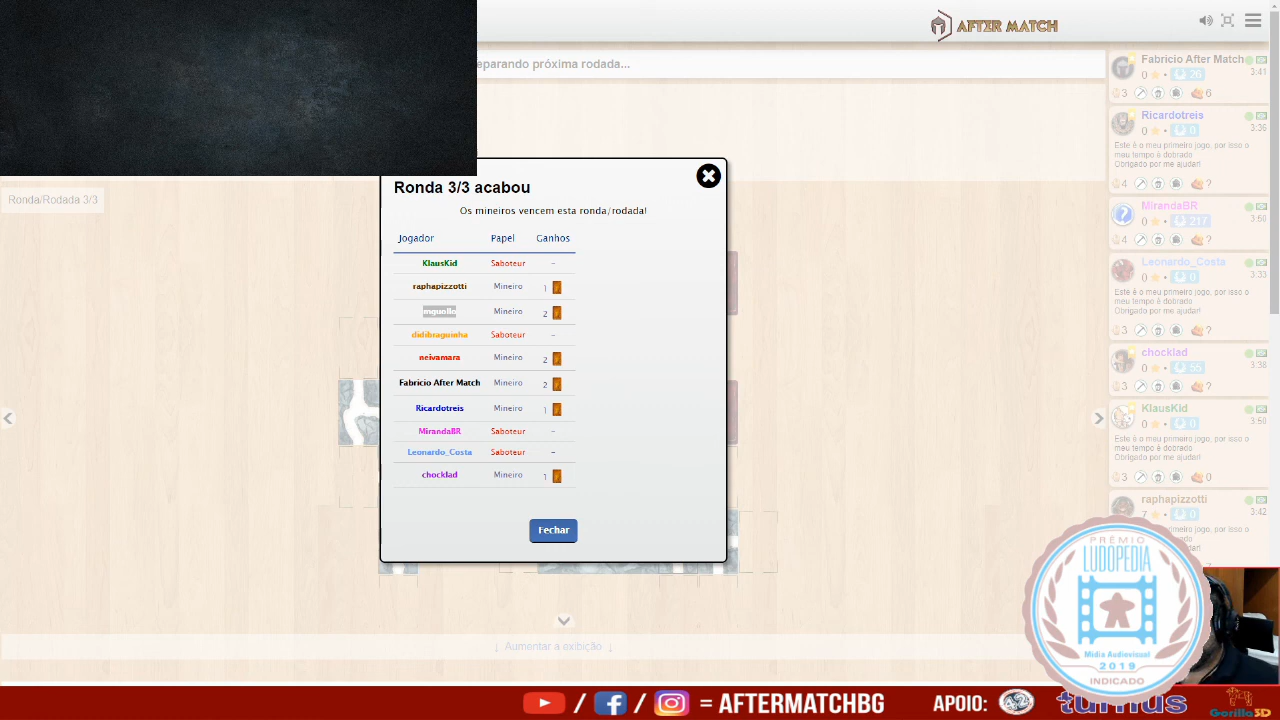 AFTER MATCH
eparando próxima rodada...
Ronda/Rodada 3/3
Ronda 3/3 acabou
Os mineiros vencem esta ronda/rodada!
Jogador Papel Ganhos
KlausKid Saboteur -
raphapizzotti Mineiro 1
Mineiro 2
didibraguinha Saboteur -
neivamara Mineiro 2
Fabricio After Match Mineiro 2
Ricardotreis Mineiro 1
MirandaBR Saboteur -
Leonardo_Costa Saboteur -
chocklad Mineiro 1
Fechar
Aumentar a exibição
Fabricio After Match
3:41
0 • 26
3 6
Ricardotreis
3:36
0 • 0
Este é o meu primeiro jogo, por isso o
meu tempo é dobrado
Obrigado por me ajudar!
4 ?
MirandaBR
3:50
0 • 217
4 ?
Leonardo_Costa
3:33
0 • 0
Este é o meu primeiro jogo, por isso o
meu tempo é dobrado
Obrigado por me ajudar!
3 ?
chocklad
3:38
0 • 55
3 ?
KlausKid
3:50
0 • 0
Este é o meu primeiro jogo, por isso o
meu tempo é dobrado
Obrigado por me ajudar!
3 0
raphapizzotti
3:42
7 • 0
PRÊMIO
LUDOPEDIA
Mídia Audiovisual
2019
INDICADO
/ / = AFTERMATCHBG
APOIO:
turnus
Gorilla3D